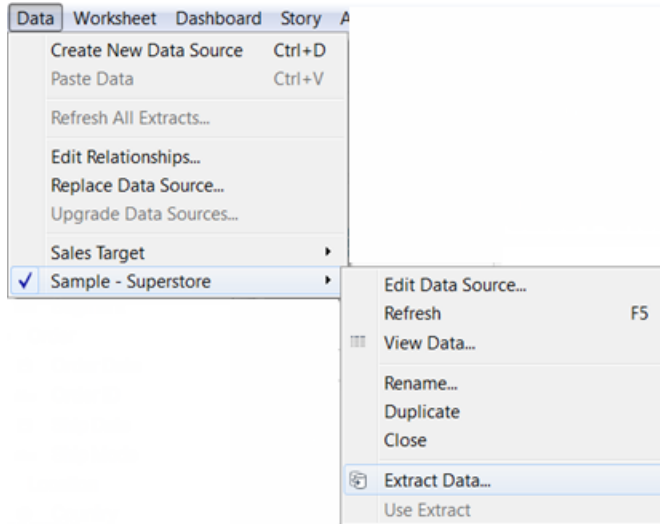 Data Worksheet Dashboard Story
Create New Data Source Ctrl+D
Paste Data Ctrl+V
Refresh All Extracts...
Edit Relationships...
Replace Data Source...
Upgrade Data Sources...
Sales Target
Sample - Superstore
Edit Data Source...
Refresh F5
View Data...
Rename...
Duplicate
Close
Extract Data...
Use Extract